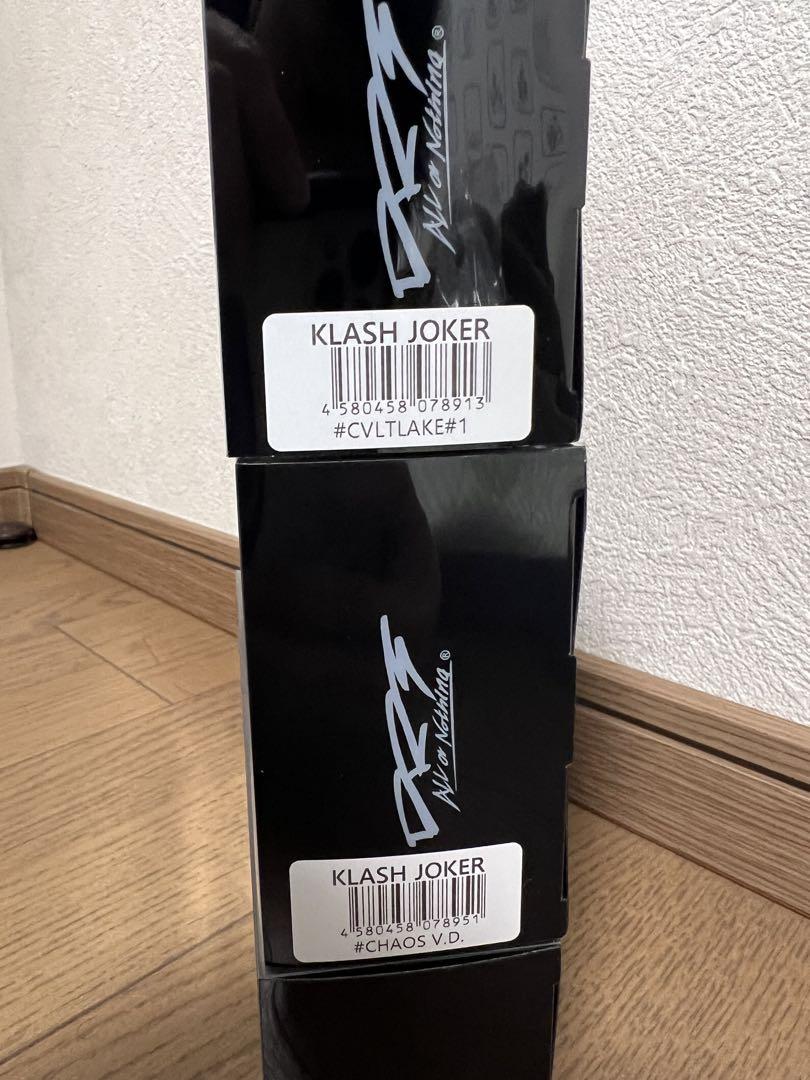 DRT
All or Nothing®
KLASH JOKER
4 580458 078913
#CVLTLAKE#1
DRT
All or Nothing®
KLASH JOKER
4 580458 078951
#CHAOS V.D.